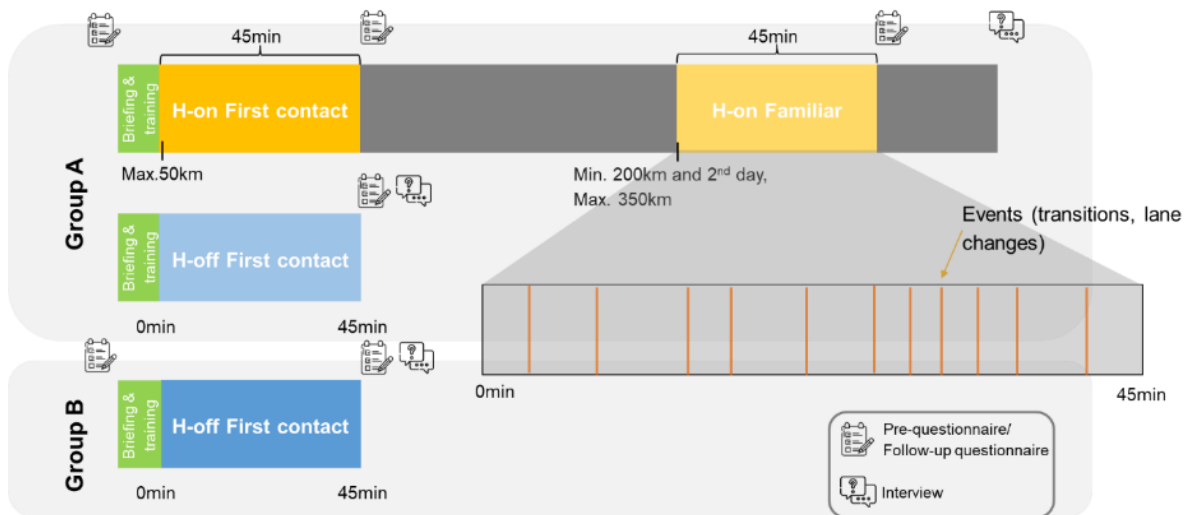 45min
45min
Group A
Briefing &
training
H-on First contact
H-on Familiar
Max.50km
Min. 200km and 2nd day,
Max. 350km
Events (transitions, lane
changes)
Briefing &
training
H-off First contact
0min
45min
0min
45min
Group B
Briefing &
training
H-off First contact
0min
45min
Pre-questionnaire/
Follow-up questionnaire
Interview